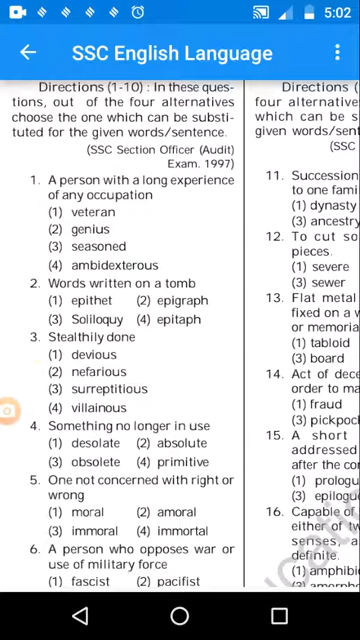 5:02
SSC English Language
Directions (1-10) : In these ques-
tions, out of the four alternatives
choose the one which can be substi-
tuted for the given words/sentence.
(SSC Section Officer (Audit)
Exam. 1997)
1. A person with a long experience
of any occupation
(1) veteran
(2) genius
(3) seasoned
(4) ambidexterous
2. Words written on a tomb
(1) epithet (2) epigraph
(3) Soliloquy (4) epitaph
3. Stealthily done
(1) devious
(2) nefarious
(3) surreptitious
(4) villainous
4. Something no longer in use
(1) desolate (2) absolute
(3) obsolete (4) primitive
5. One not concerned with right or
wrong
(1) moral (2) amoral
(3) immoral (4) immortal
6. A person who opposes war or
use of military force
(1) fascist (2) pacifist
Directions (
four alternative
which can be s
given words/sent
(SSC
11. Succession
to one fami
(1) dynasty
(3) ancestry
12. To cut so
pieces.
(1) severe
(3) sewer
13. Flat metal
fixed on a w
or memoria
(1) tabloid
(3) board
14. Act of dece
order to ma
(1) fraud
(3) pickpoc
15. A short
addressed
after the co
(1) prologu
(3) epilogu
16. Capable of
either of tw
senses, a
definite.
(1) amphibi